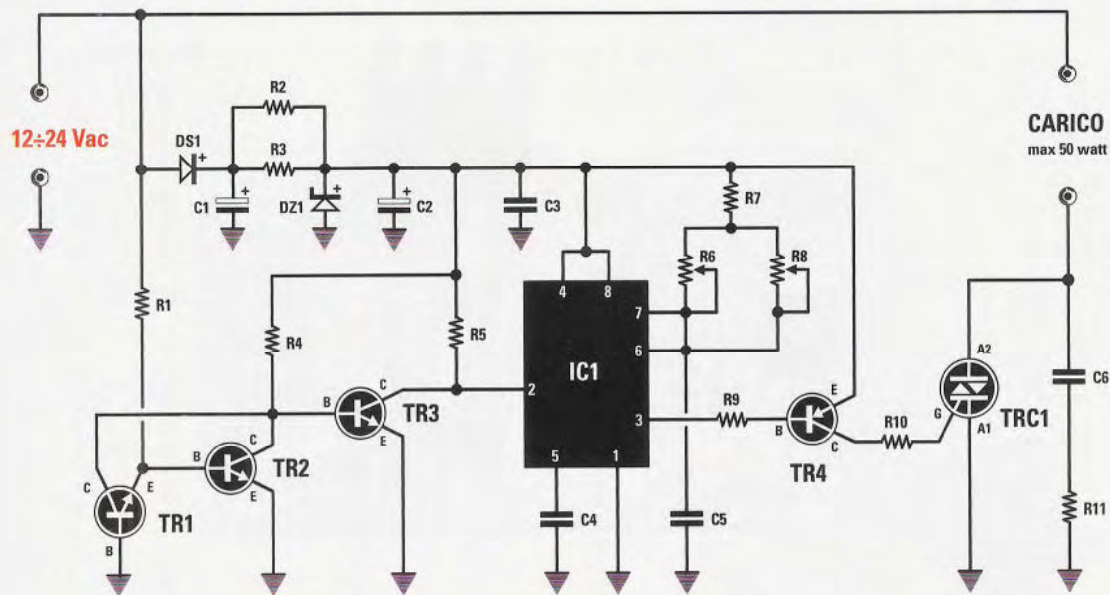 12÷24 Vac
DS1
R2
R3
C1
+
DZ1
+
C2
+
C3
R7
R6
R8
CARICO
max 50 watt
R1
R4
R5
4
8
7
6
IC1
2
3
5
1
R9
B
E
C
TR4
R10
G
A2
A1
TRC1
C6
R11
B
C
E
TR3
B
C
E
TR2
C
E
B
TR1
C4
C5
+